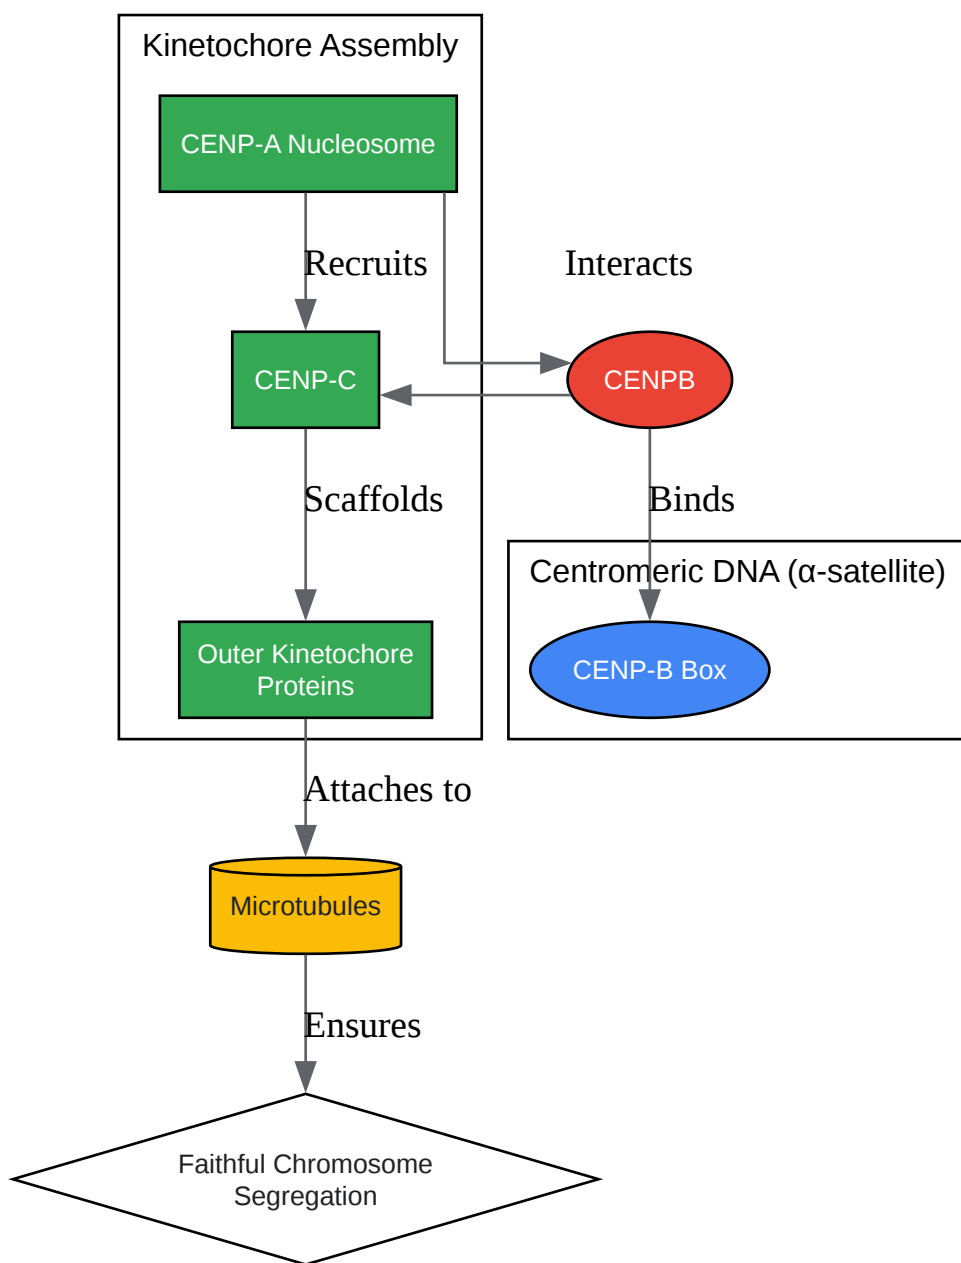 Kinetochore Assembly
CENP-A Nucleosome
Recruits
Interacts
CENP-C
CENPB
Scaffolds
Binds
Centromeric DNA (α-satellite)
Outer Kinetochore
Proteins
CENP-B Box
Attaches to
Microtubules
Ensures
Faithful Chromosome
Segregation